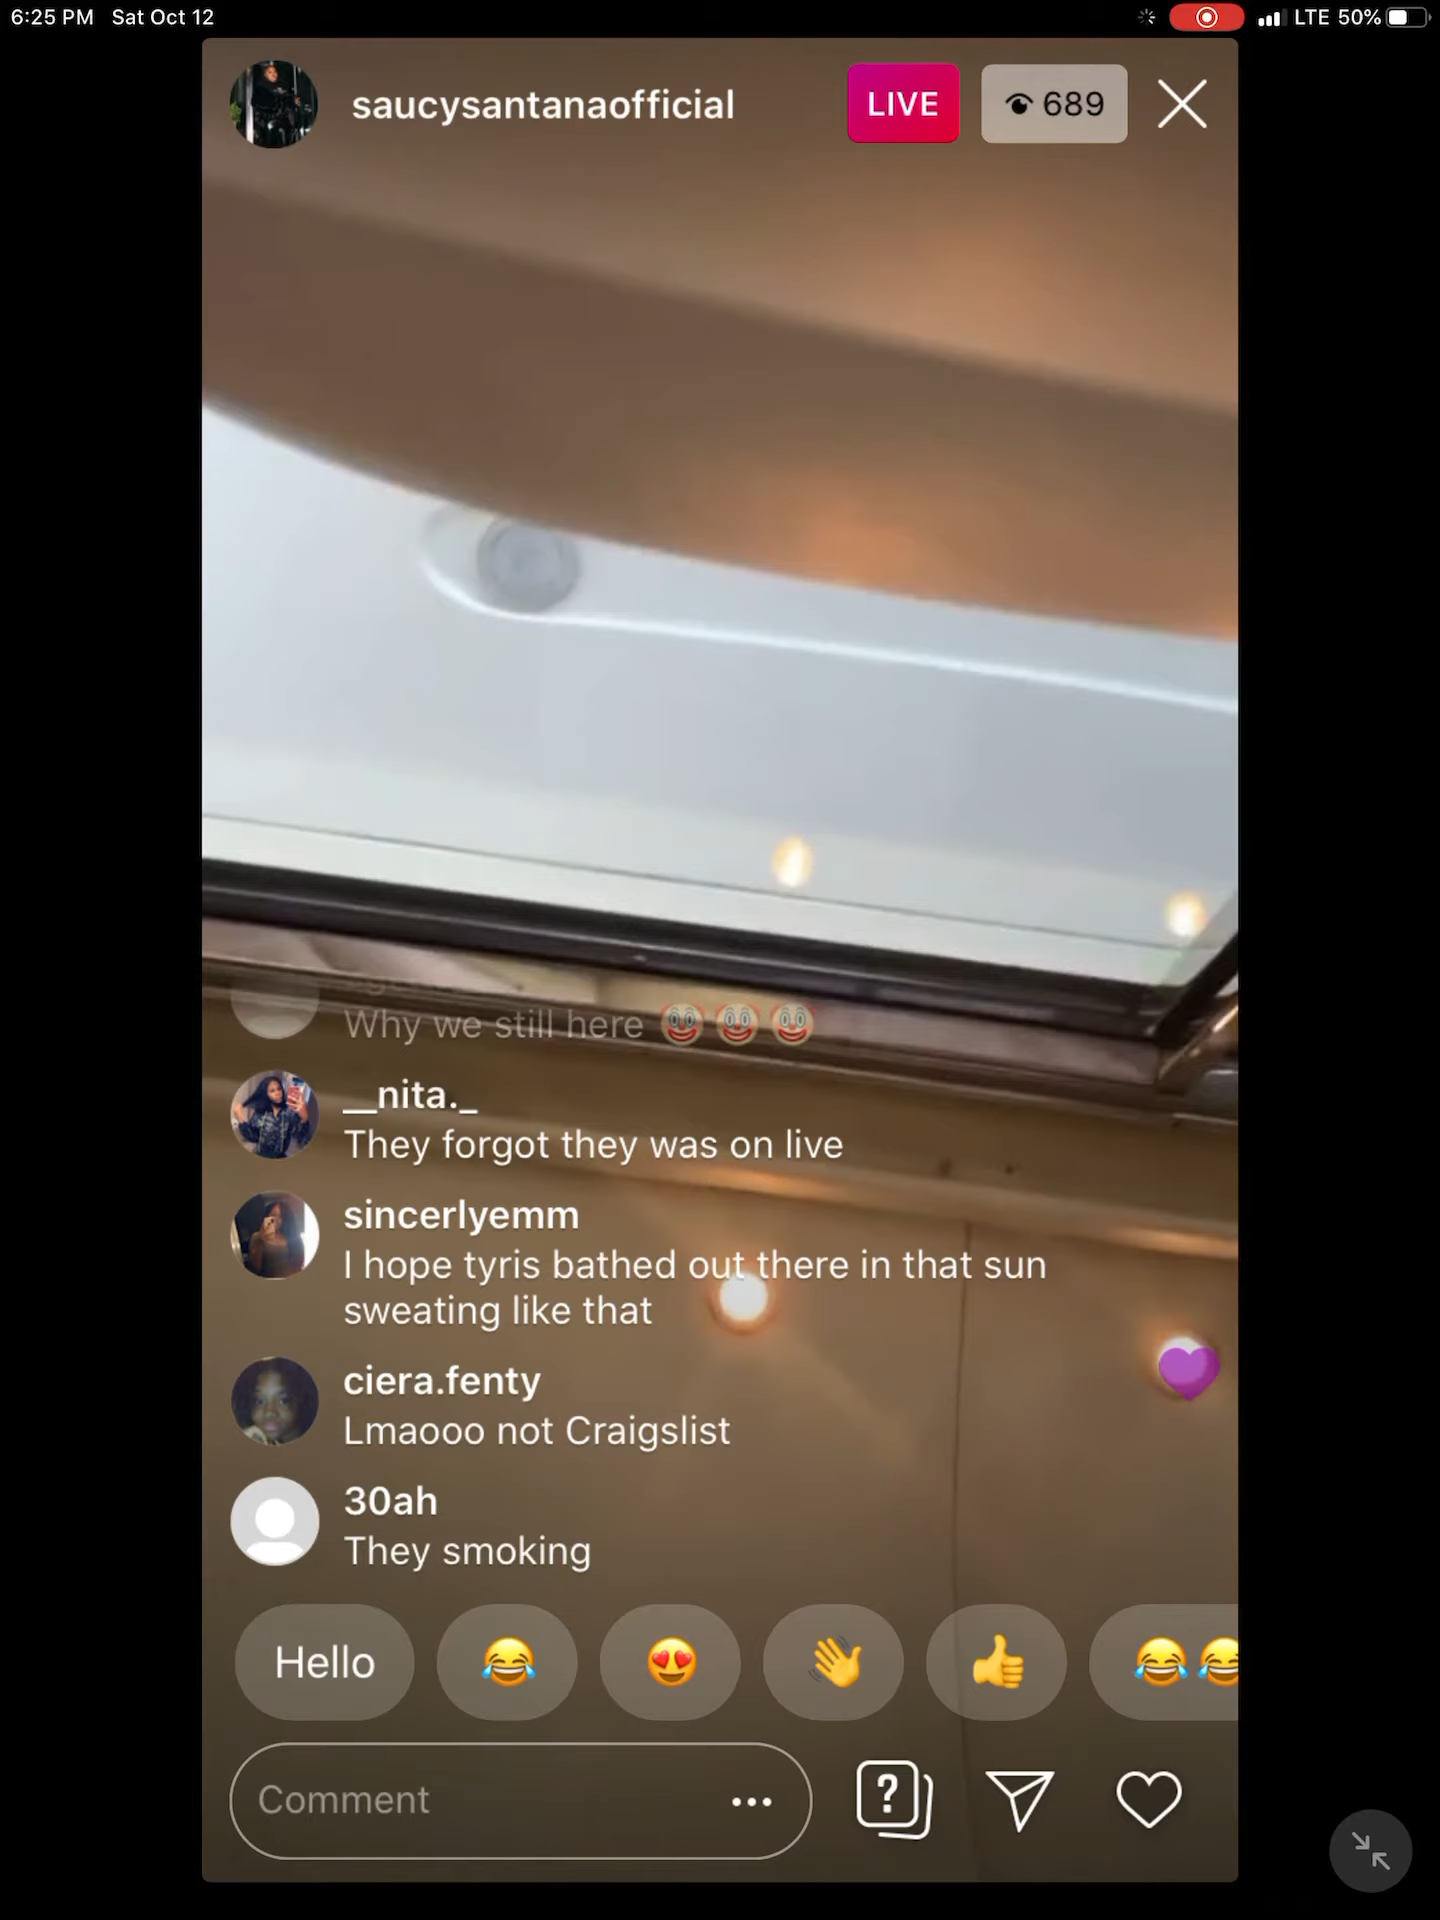 6:25 PM Sat Oct 12
LTE 50%
saucysantanaofficial
LIVE
689
Why we still here 🤡🤡🤡
__nita._
They forgot they was on live
sincerlyemm
I hope tyris bathed out there in that sun
sweating like that
ciera.fenty
Lmaooo not Craigslist
30ah
They smoking
Hello 😂 😍 👋 👍 😂😂
Comment